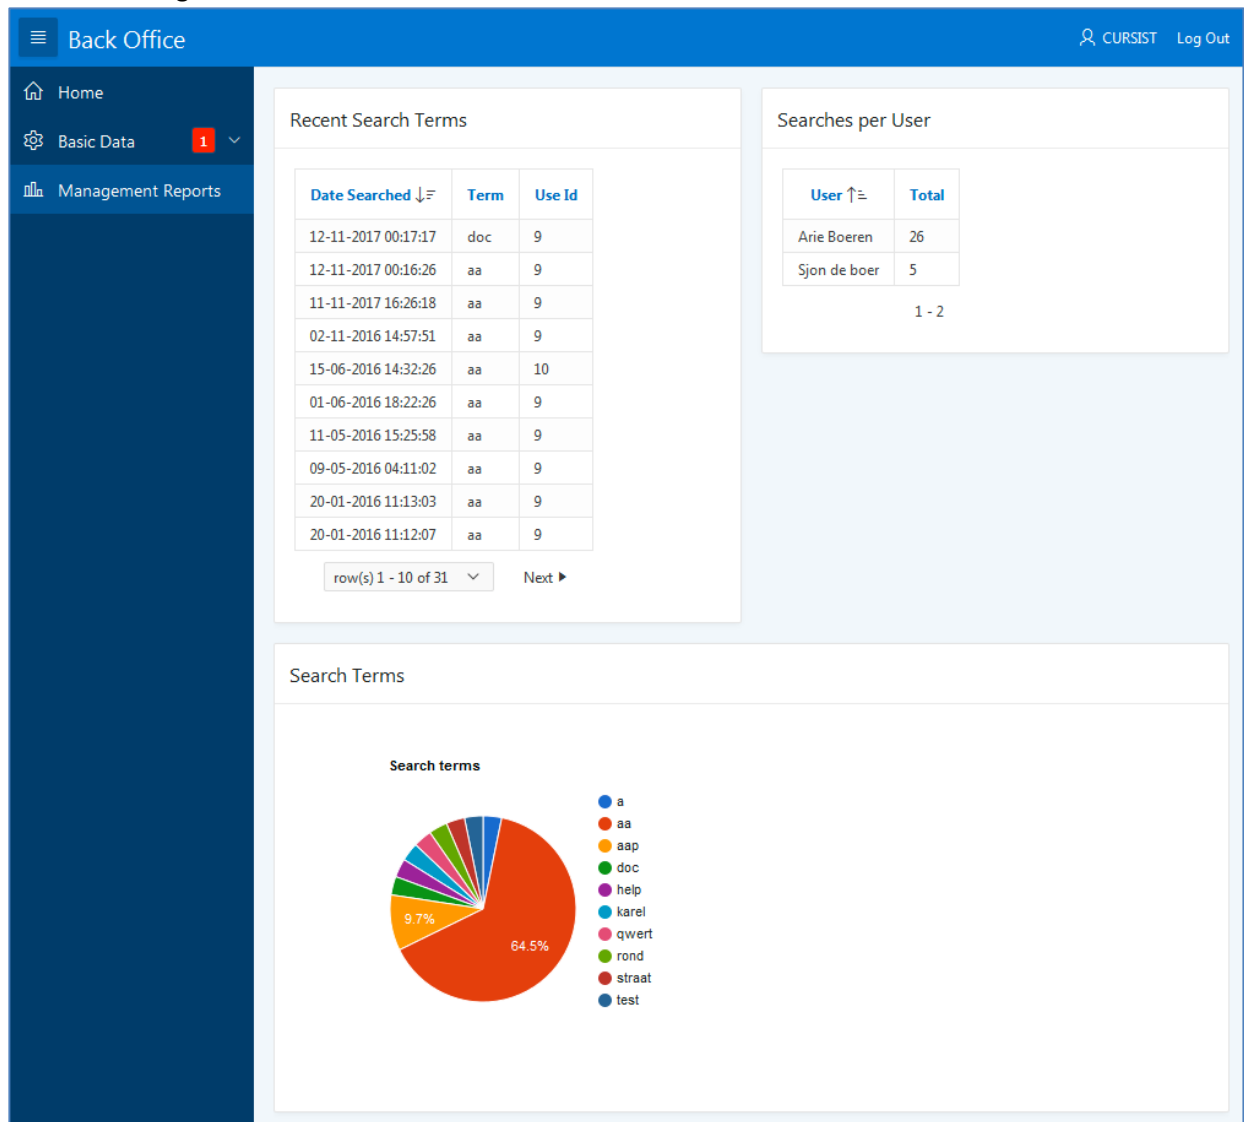 Back Office
CURSIST Log Out
Home
Basic Data 1
Management Reports
Recent Search Terms
Date Searched Term Use Id
12-11-2017 00:17:17 doc 9
12-11-2017 00:16:26 aa 9
11-11-2017 16:26:18 aa 9
02-11-2016 14:57:51 aa 9
15-06-2016 14:32:26 aa 10
01-06-2016 18:22:26 aa 9
11-05-2016 15:25:58 aa 9
09-05-2016 04:11:02 aa 9
20-01-2016 11:13:03 aa 9
20-01-2016 11:12:07 aa 9
row(s) 1 - 10 of 31 Next
Searches per User
User Total
Arie Boeren 26
Sjon de boer 5
1 - 2
Search Terms
Search terms
9.7%
64.5%
a
aa
aap
doc
help
karel
qwert
rond
straat
test